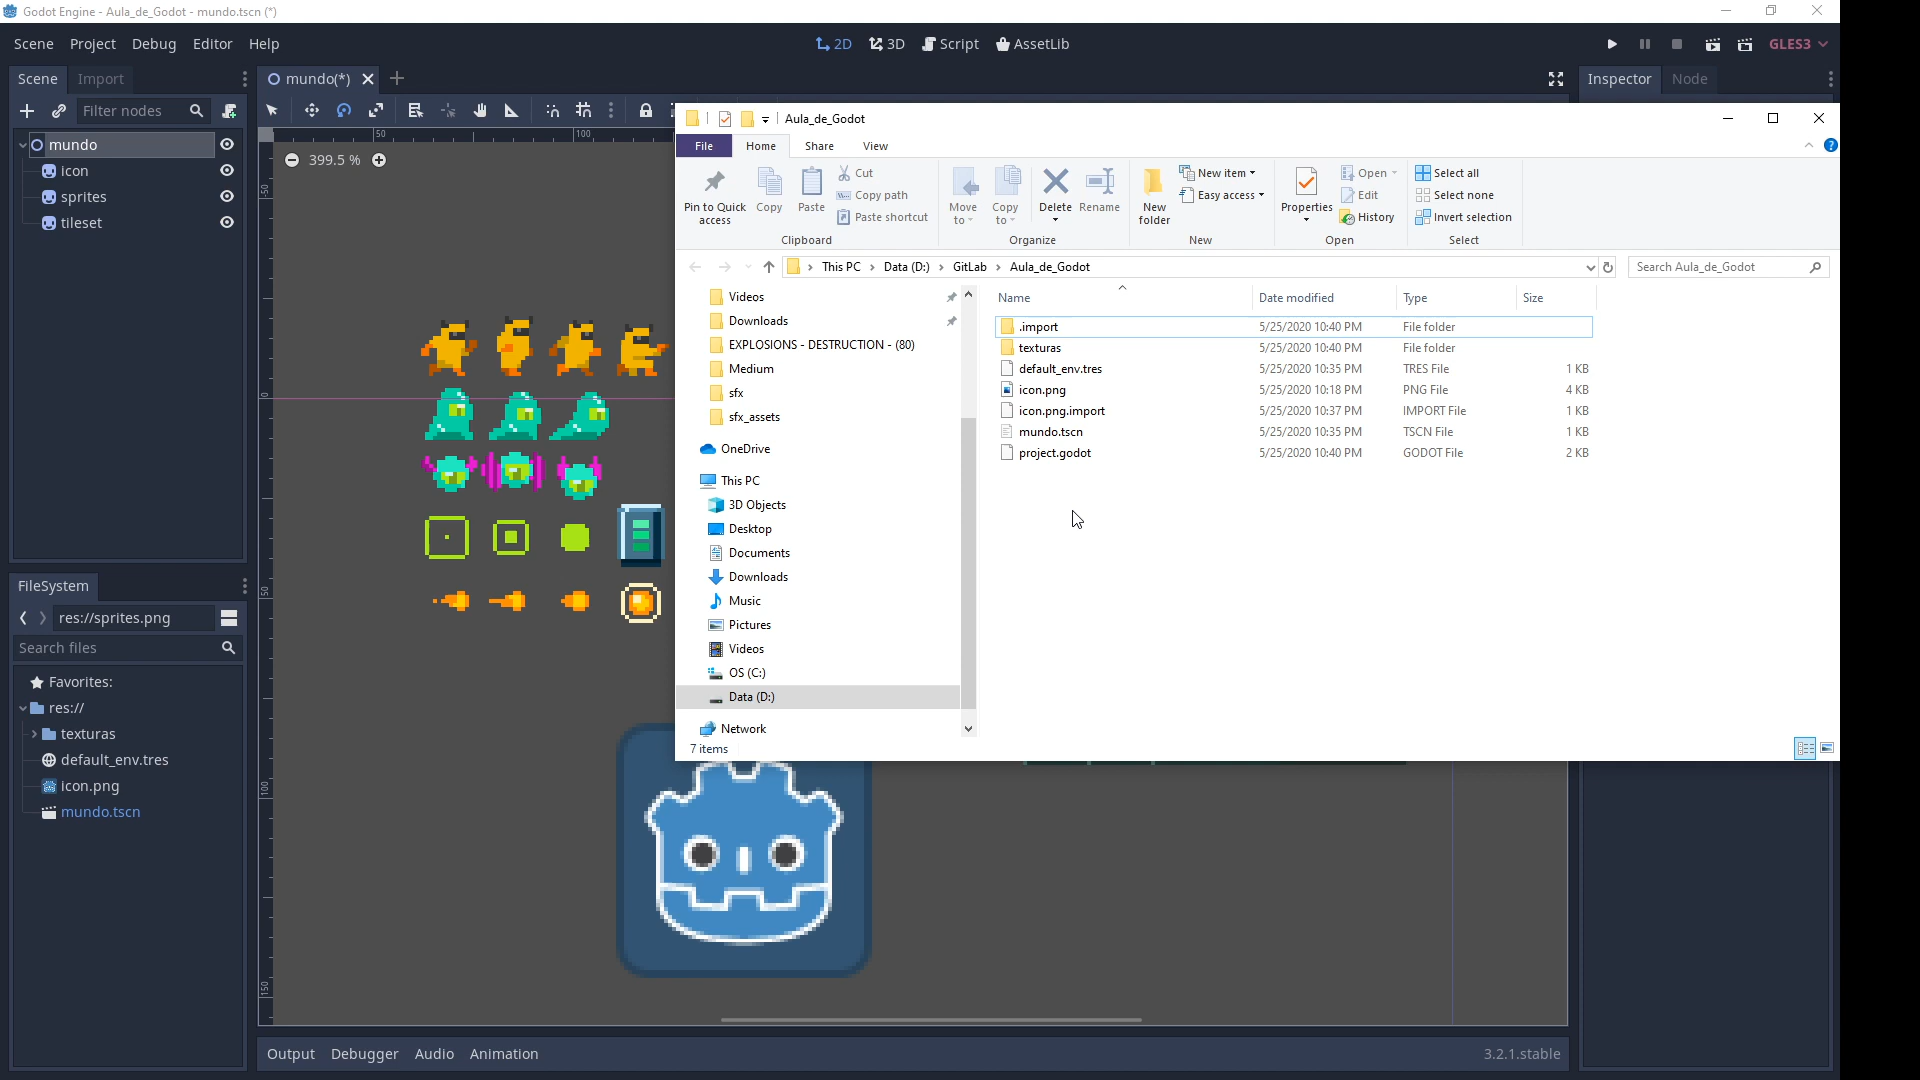 Godot Engine - Aula_de_Godot - mundo.tscn (*)
Scene Project Debug Editor Help
2D 3D Script AssetLib
GLES3
Scene Import
mundo(*)
Inspector Node
Filter nodes
mundo
icon
sprites
tileset
50 100
399.5 %
50
0
50
100
150
FileSystem
res://sprites.png
Search files
Favorites:
res://
texturas
default_env.tres
icon.png
mundo.tscn
Aula_de_Godot
File Home Share View
Pin to Quick access
Copy
Paste
Cut
Copy path
Paste shortcut
Clipboard
Move to
Copy to
Delete
Rename
Organize
New folder
New item
Easy access
New
Properties
Open
Edit
History
Open
Select all
Select none
Invert selection
Select
This PC > Data (D:) > GitLab > Aula_de_Godot
Search Aula_de_Godot
Videos
Downloads
EXPLOSIONS - DESTRUCTION - (80)
Medium
sfx
sfx_assets
OneDrive
This PC
3D Objects
Desktop
Documents
Downloads
Music
Pictures
Videos
OS (C:)
Data (D:)
Network
7 items
Name Date modified Type Size
.import 5/25/2020 10:40 PM File folder
texturas 5/25/2020 10:40 PM File folder
default_env.tres 5/25/2020 10:35 PM TRES File 1 KB
icon.png 5/25/2020 10:18 PM PNG File 4 KB
icon.png.import 5/25/2020 10:37 PM IMPORT File 1 KB
mundo.tscn 5/25/2020 10:35 PM TSCN File 1 KB
project.godot 5/25/2020 10:40 PM GODOT File 2 KB
Output Debugger Audio Animation
3.2.1.stable